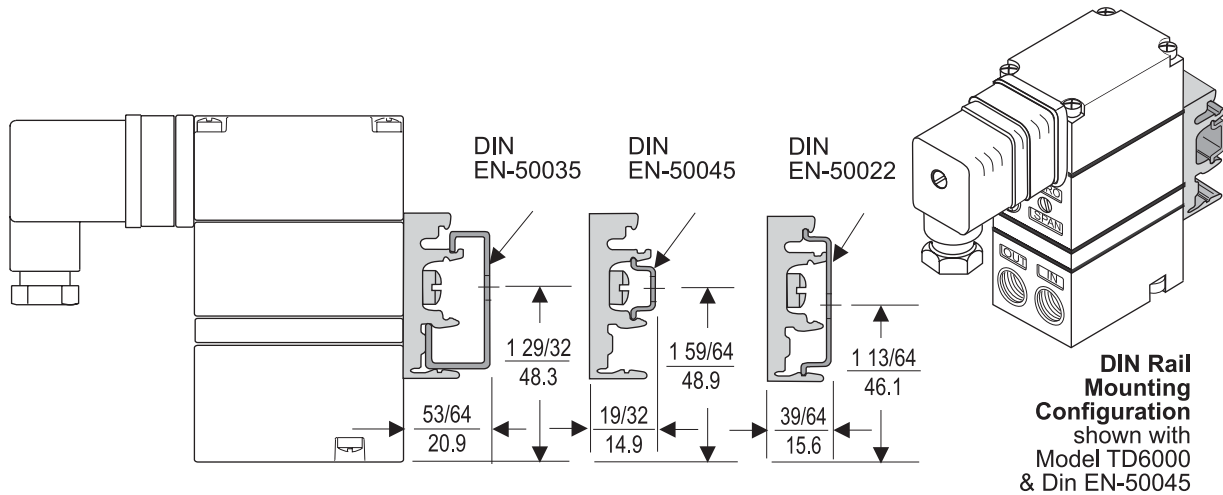 DIN
EN-50035
DIN
EN-50045
DIN
EN-50022
1 29/32
48.3
1 59/64
48.9
1 13/64
46.1
53/64
20.9
19/32
14.9
39/64
15.6
SPAN
OUT
IN
DIN Rail
Mounting
Configuration
shown with
Model TD6000
& Din EN-50045